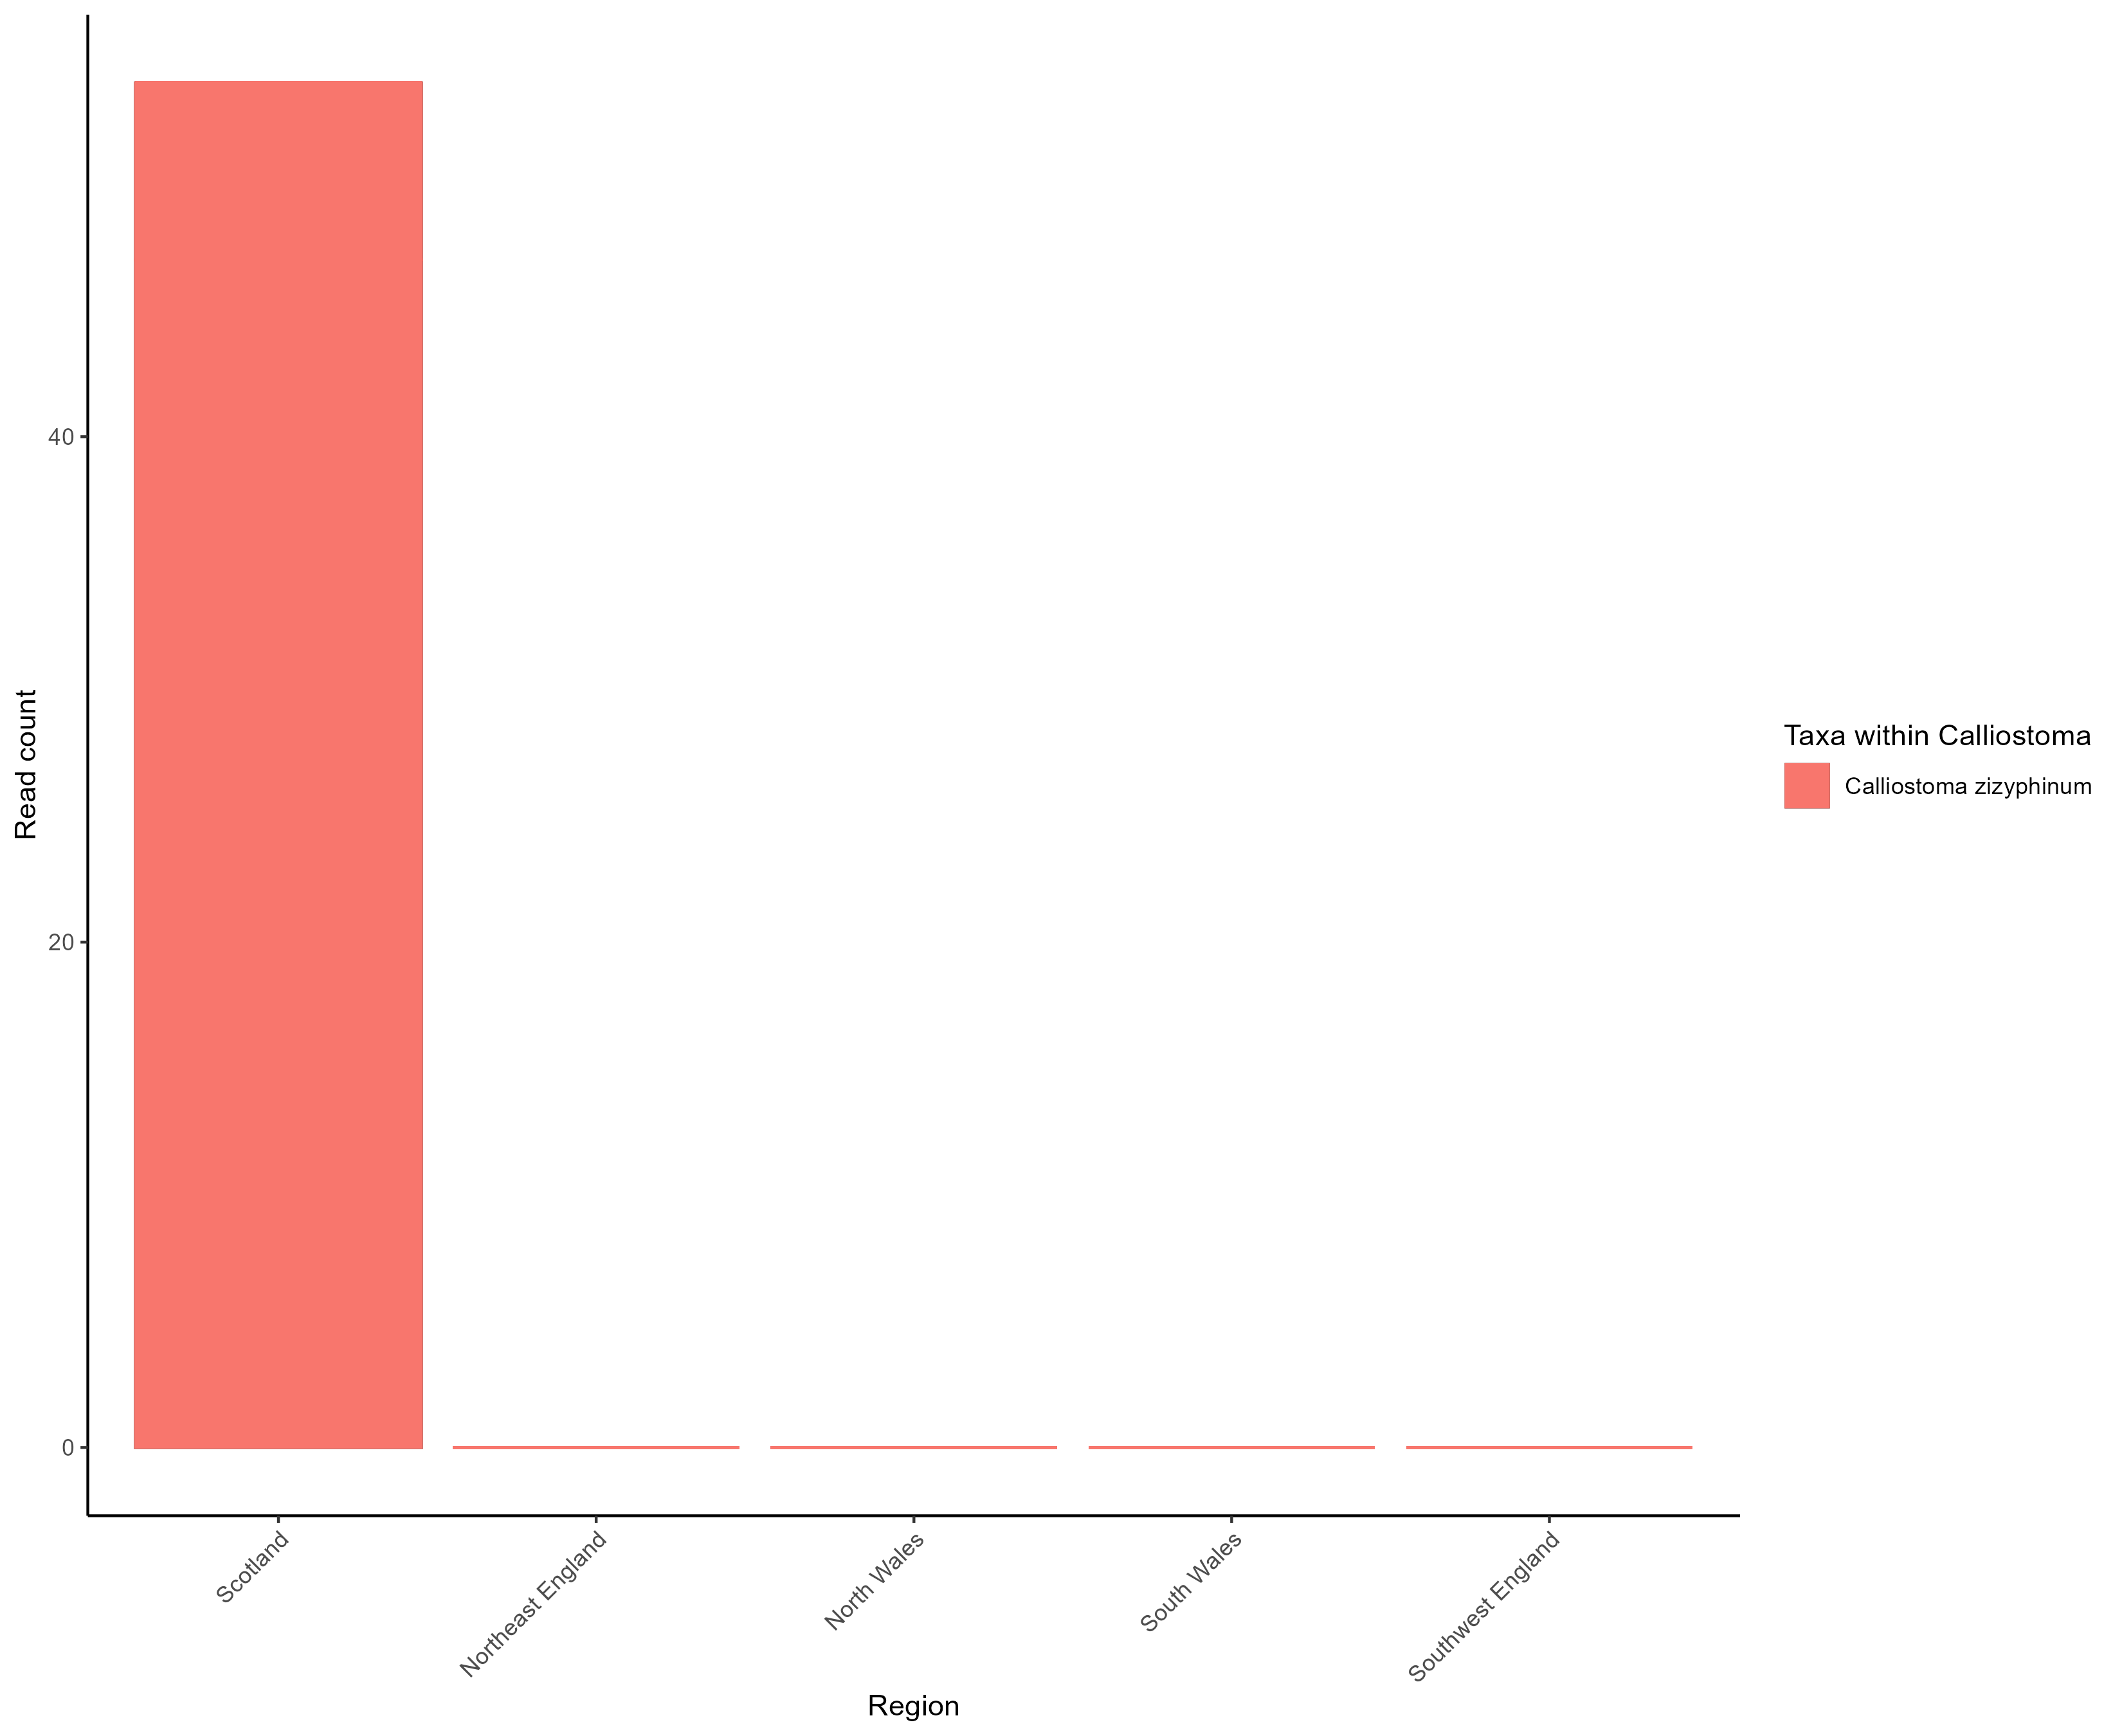 Read count
40
20
0
Scotland
Northeast England
North Wales
South Wales
Southwest England
Region
Taxa within Calliostoma
Calliostoma zizyphinum